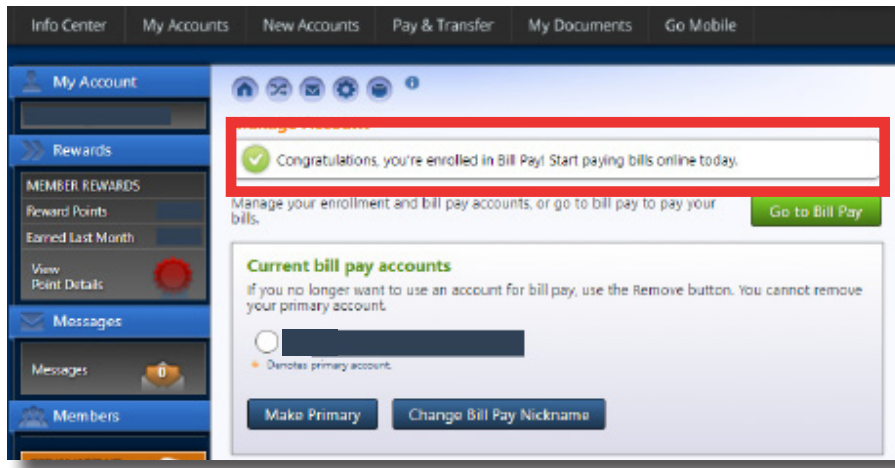 Info Center My Accounts New Accounts Pay & Transfer My Documents Go Mobile
My Account
Rewards
MEMBER REWARDS
Reward Points
Earned Last Month
View
Point Details
Messages
Messages 0
Members
Manage Account
Congratulations, you're enrolled in Bill Pay! Start paying bills online today.
Manage your enrollment and bill pay accounts, or go to bill pay to pay your
bills.
Go to Bill Pay
Current bill pay accounts
If you no longer want to use an account for bill pay, use the Remove button. You cannot remove
your primary account.
* Denotes primary account.
Make Primary Change Bill Pay Nickname